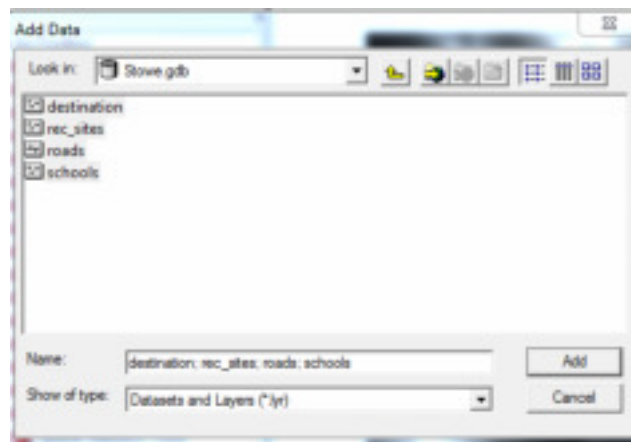 Add Data
Look in: Stowe.gdb
destination
rec_sites
roads
schools
Name: destination; rec_sites; roads; schools Add
Show of type: Datasets and Layers (*.lyr) Cancel